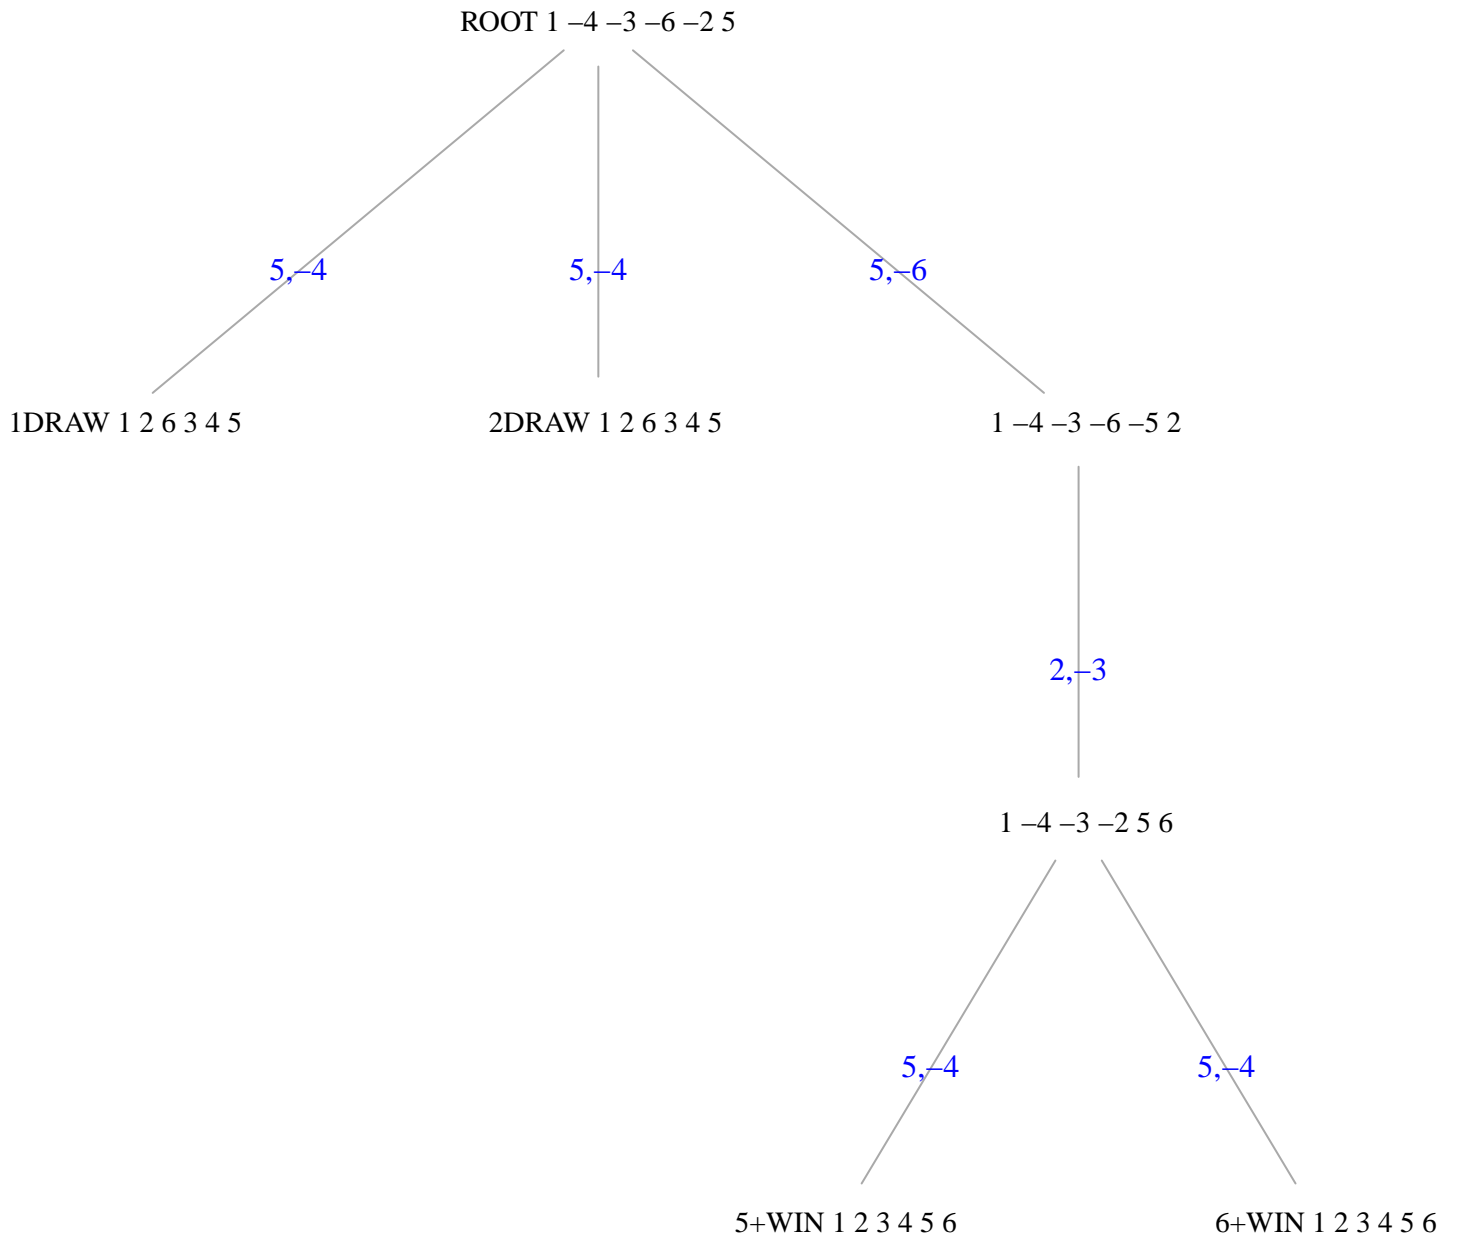 ROOT 1 –4 –3 –6 –2 5
5,–4
5,–4
5,–6
1DRAW 1 2 6 3 4 5
2DRAW 1 2 6 3 4 5
1 –4 –3 –6 –5 2
2,–3
1 –4 –3 –2 5 6
5,–4
5,–4
5+WIN 1 2 3 4 5 6
6+WIN 1 2 3 4 5 6